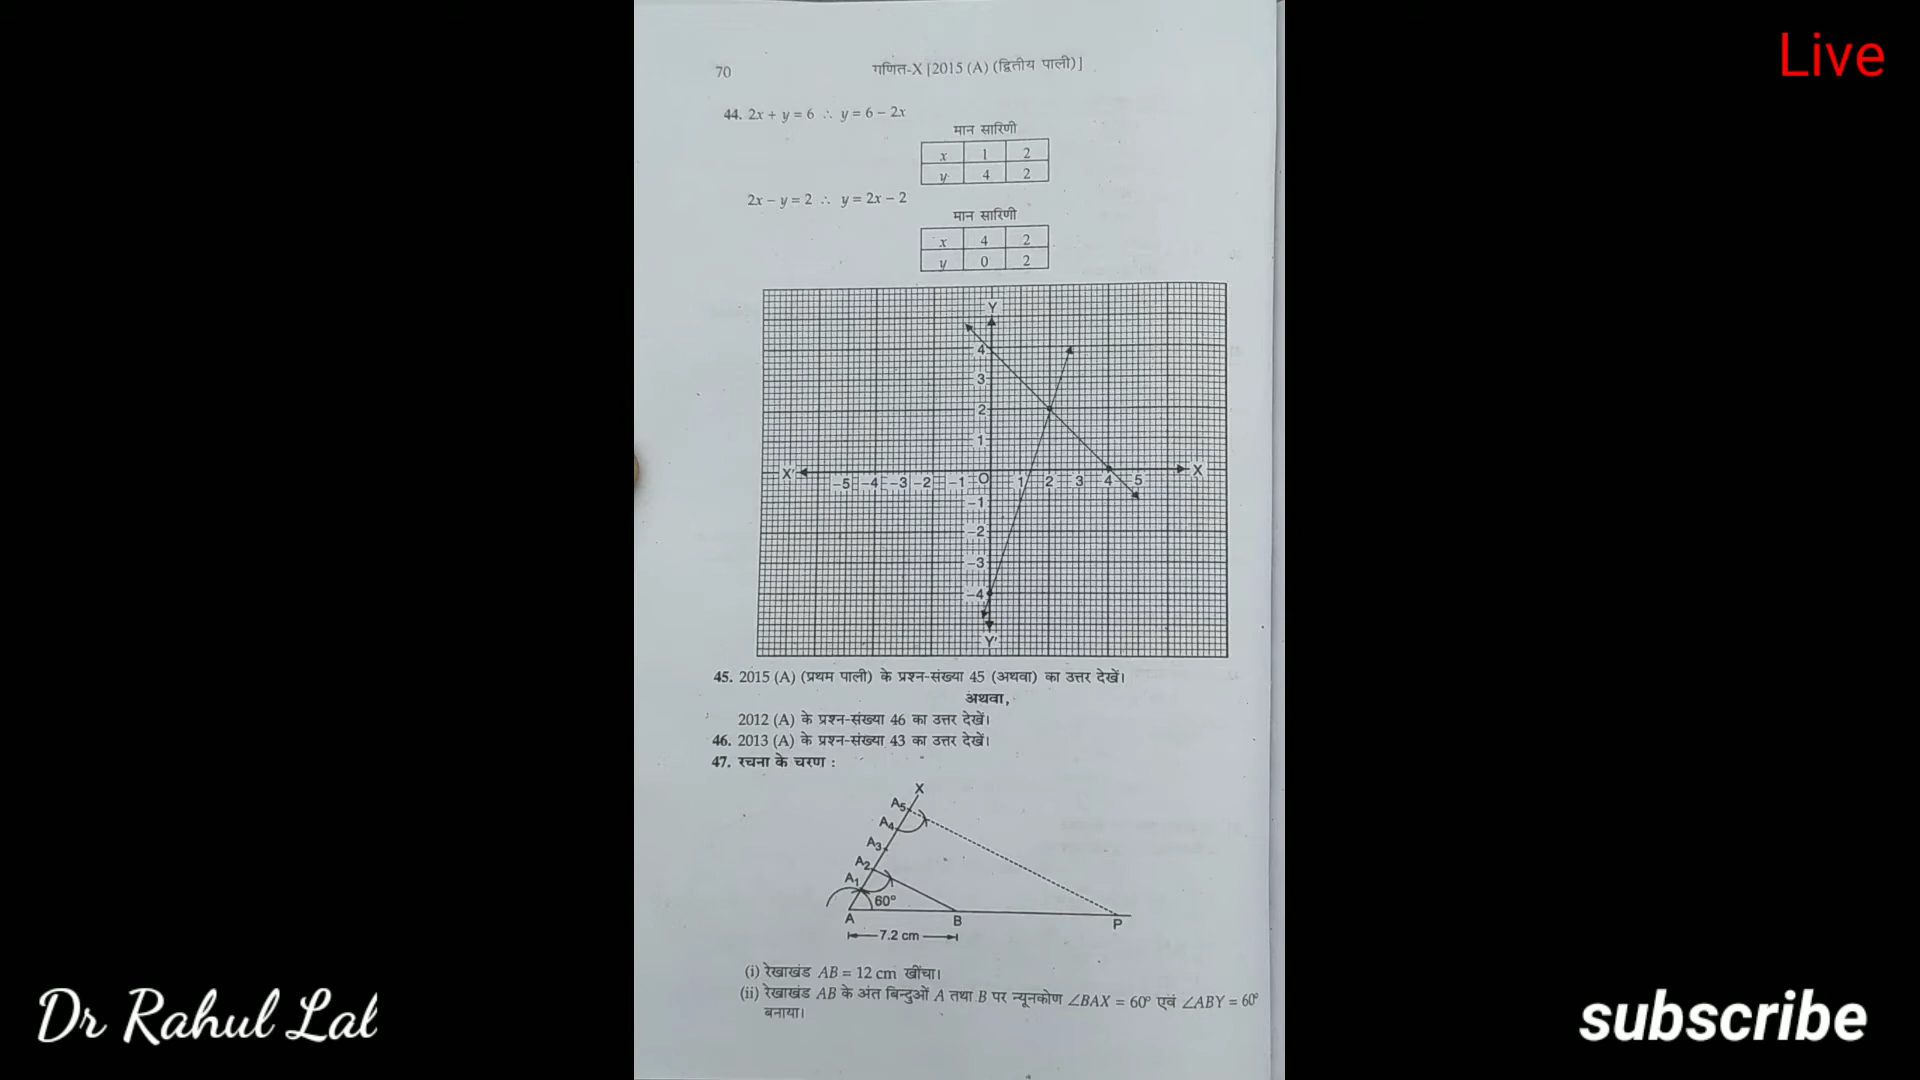 Live
70
गणित-X [2015 (A) (द्वितीय पाली)]
44. 2x + y = 6 ∴ y = 6 – 2x
मान सारिणी
x 1 2
y 4 2
2x – y = 2 ∴ y = 2x – 2
मान सारिणी
x 4 2
y 0 2
Y
4
3
2
1
X' –5 –4 –3 –2 –1 O 1 2 3 4 5 X
–1
–2
–3
–4
Y'
45. 2015 (A) (प्रथम पाली) के प्रश्न-संख्या 45 (अथवा) का उत्तर देखें।
अथवा,
2012 (A) के प्रश्न-संख्या 46 का उत्तर देखें।
46. 2013 (A) के प्रश्न-संख्या 43 का उत्तर देखें।
47. रचना के चरण :
X
A5
A4
A3
A2
A1
60°
A B P
7.2 cm
(i) रेखाखंड AB = 12 cm खींचा।
(ii) रेखाखंड AB के अंत बिन्दुओं A तथा B पर न्यूनकोण ∠BAX = 60° एवं ∠ABY = 60°
बनाया।
Dr Rahul Lal
subscribe